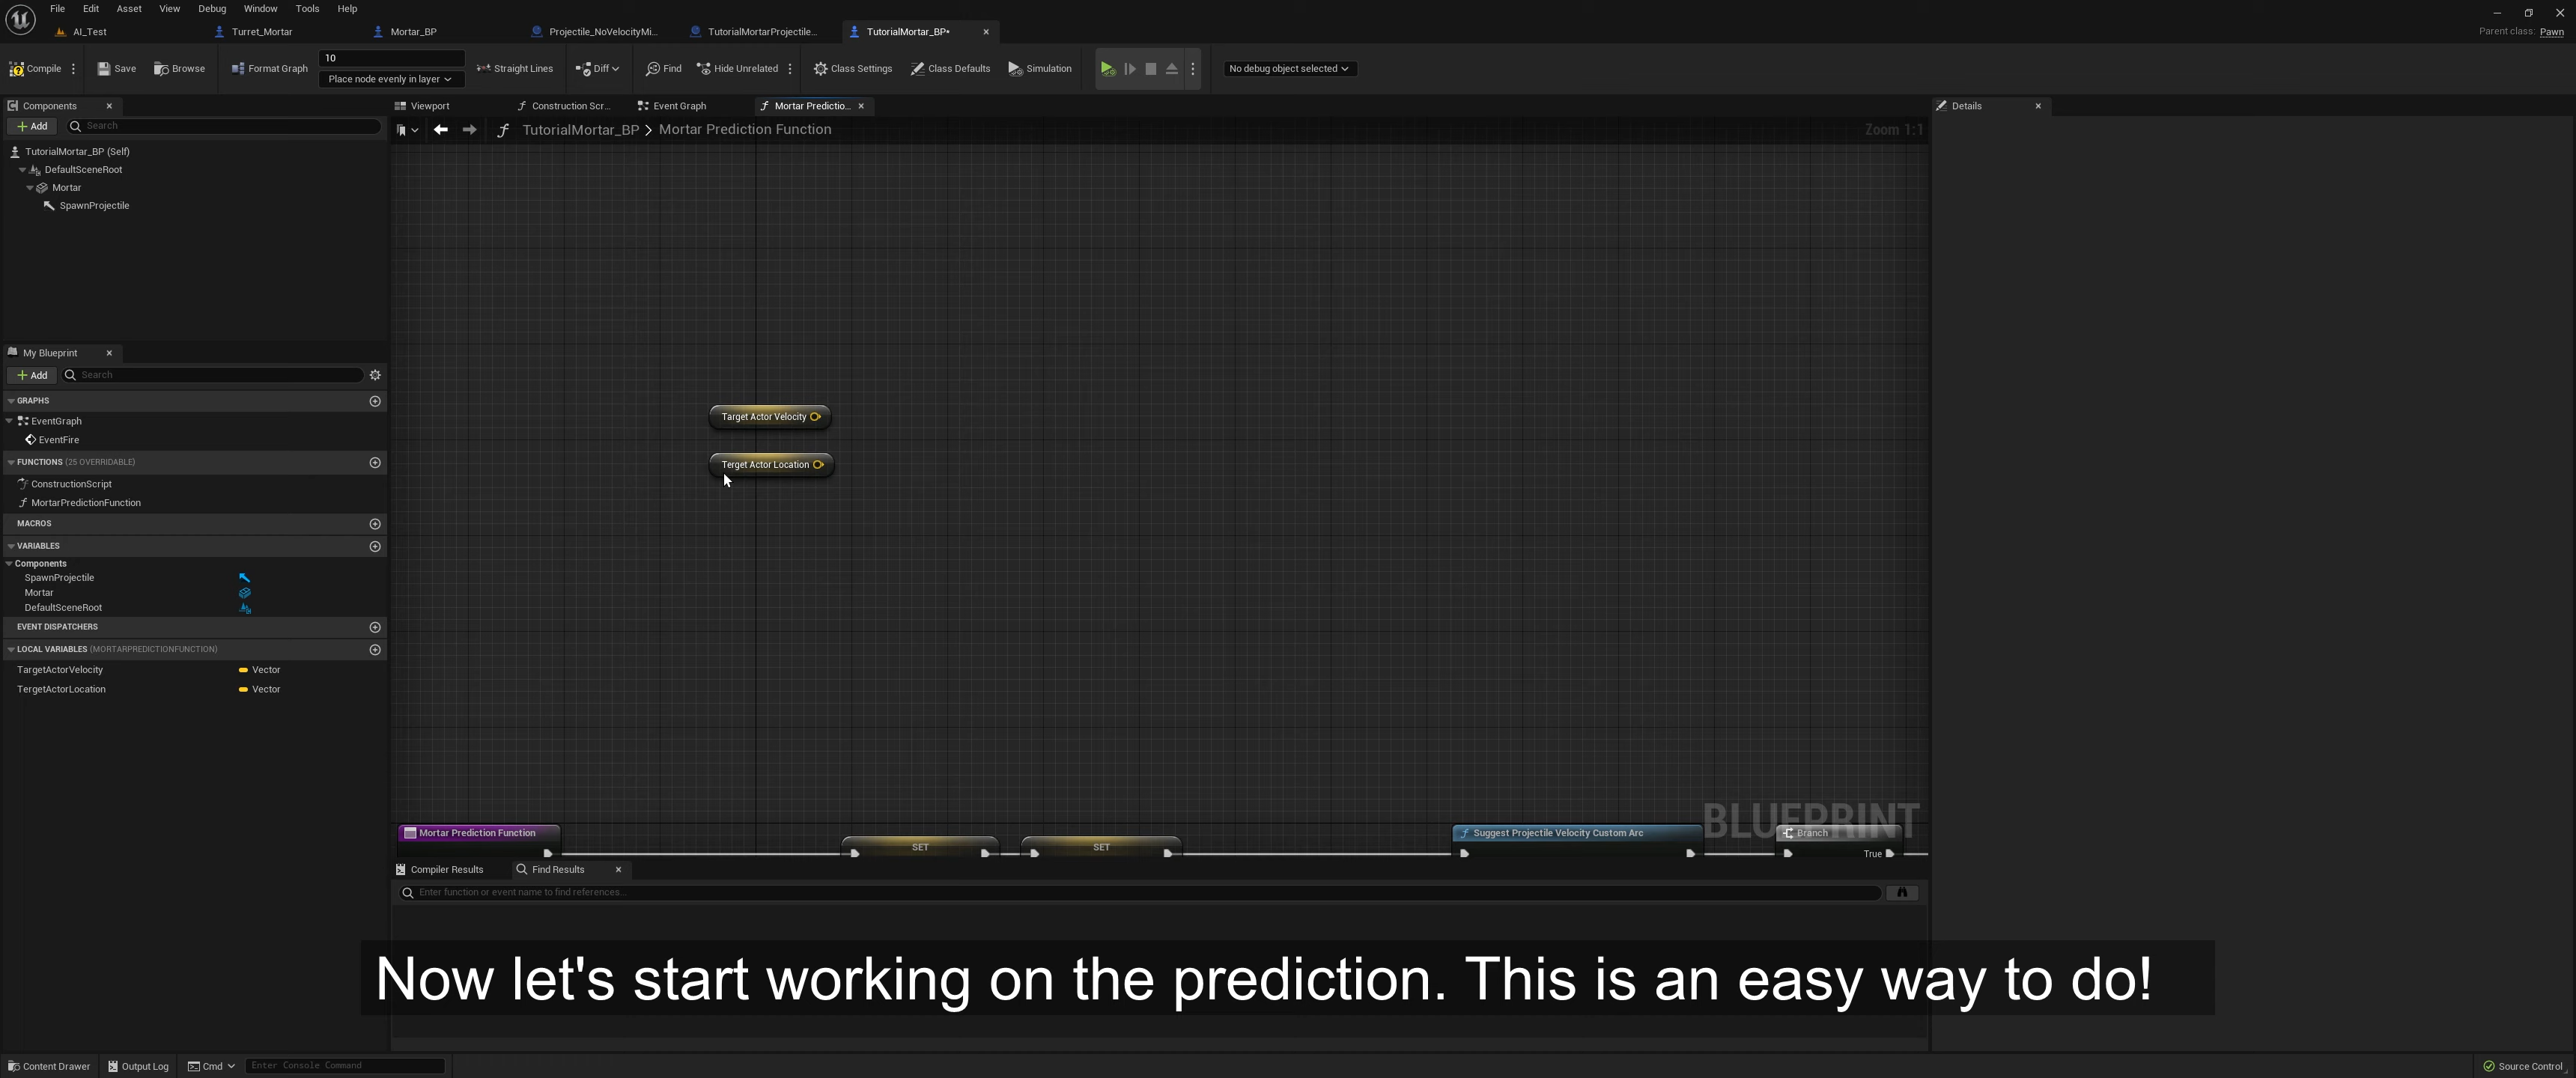 File Edit Asset View Debug Window Tools Help
AI_Test Turret_Mortar Mortar_BP Projectile_NoVelocityMi... TutorialMortarProjectile... TutorialMortar_BP*
Parent class: Pawn
Compile Save Browse Format Graph 10 Place node evenly in layer Straight Lines Diff Find Hide Unrelated Class Settings Class Defaults Simulation No debug object selected
Components
Add Search
TutorialMortar_BP (Self)
DefaultSceneRoot
Mortar
SpawnProjectile
My Blueprint
Add Search
GRAPHS
EventGraph
EventFire
FUNCTIONS (25 OVERRIDABLE)
ConstructionScript
MortarPredictionFunction
MACROS
VARIABLES
Components
SpawnProjectile
Mortar
DefaultSceneRoot
EVENT DISPATCHERS
LOCAL VARIABLES (MORTARPREDICTIONFUNCTION)
TargetActorVelocity Vector
TergetActorLocation Vector
Viewport Construction Scr... Event Graph Mortar Predictio...
TutorialMortar_BP > Mortar Prediction Function
Zoom 1:1
Target Actor Velocity
Terget Actor Location
BLUEPRINT
Mortar Prediction Function
SET
SET
Suggest Projectile Velocity Custom Arc
Branch
True
Compiler Results Find Results
Enter function or event name to find references...
Details
Now let's start working on the prediction. This is an easy way to do!
Content Drawer Output Log Cmd Enter Console Command
Source Control